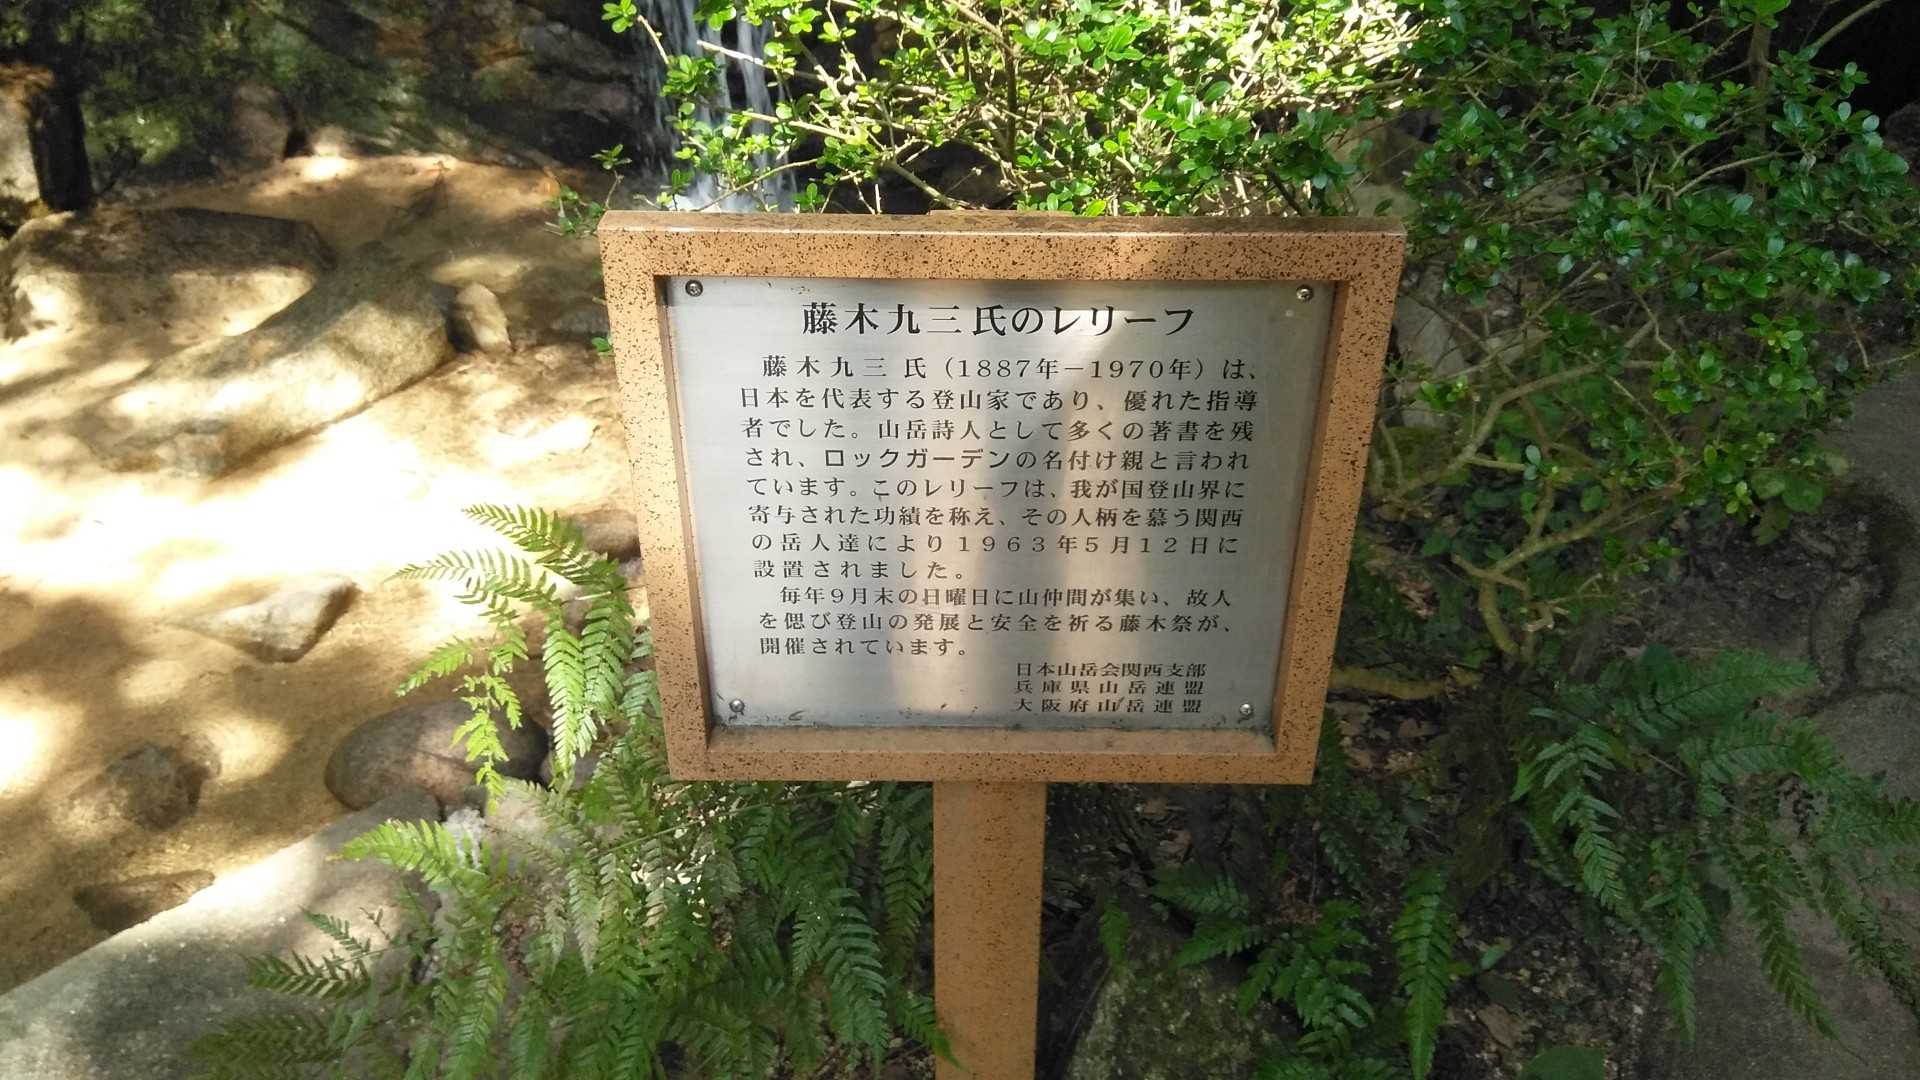 藤木九三氏のレリーフ
藤木九三 氏（1887年－1970年）は、
日本を代表する登山家であり、優れた指導
者でした。山岳詩人として多くの著書を残
され、ロックガーデンの名付け親と言われ
ています。このレリーフは、我が国登山界に
寄与された功績を称え、その人柄を慕う関西
の岳人達により１９６３年５月１２日に
設置されました。
毎年９月末の日曜日に山仲間が集い、故人
を偲び登山の発展と安全を祈る藤木祭が、
開催されています。
日本山岳会関西支部
兵庫県山岳連盟
大阪府山岳連盟